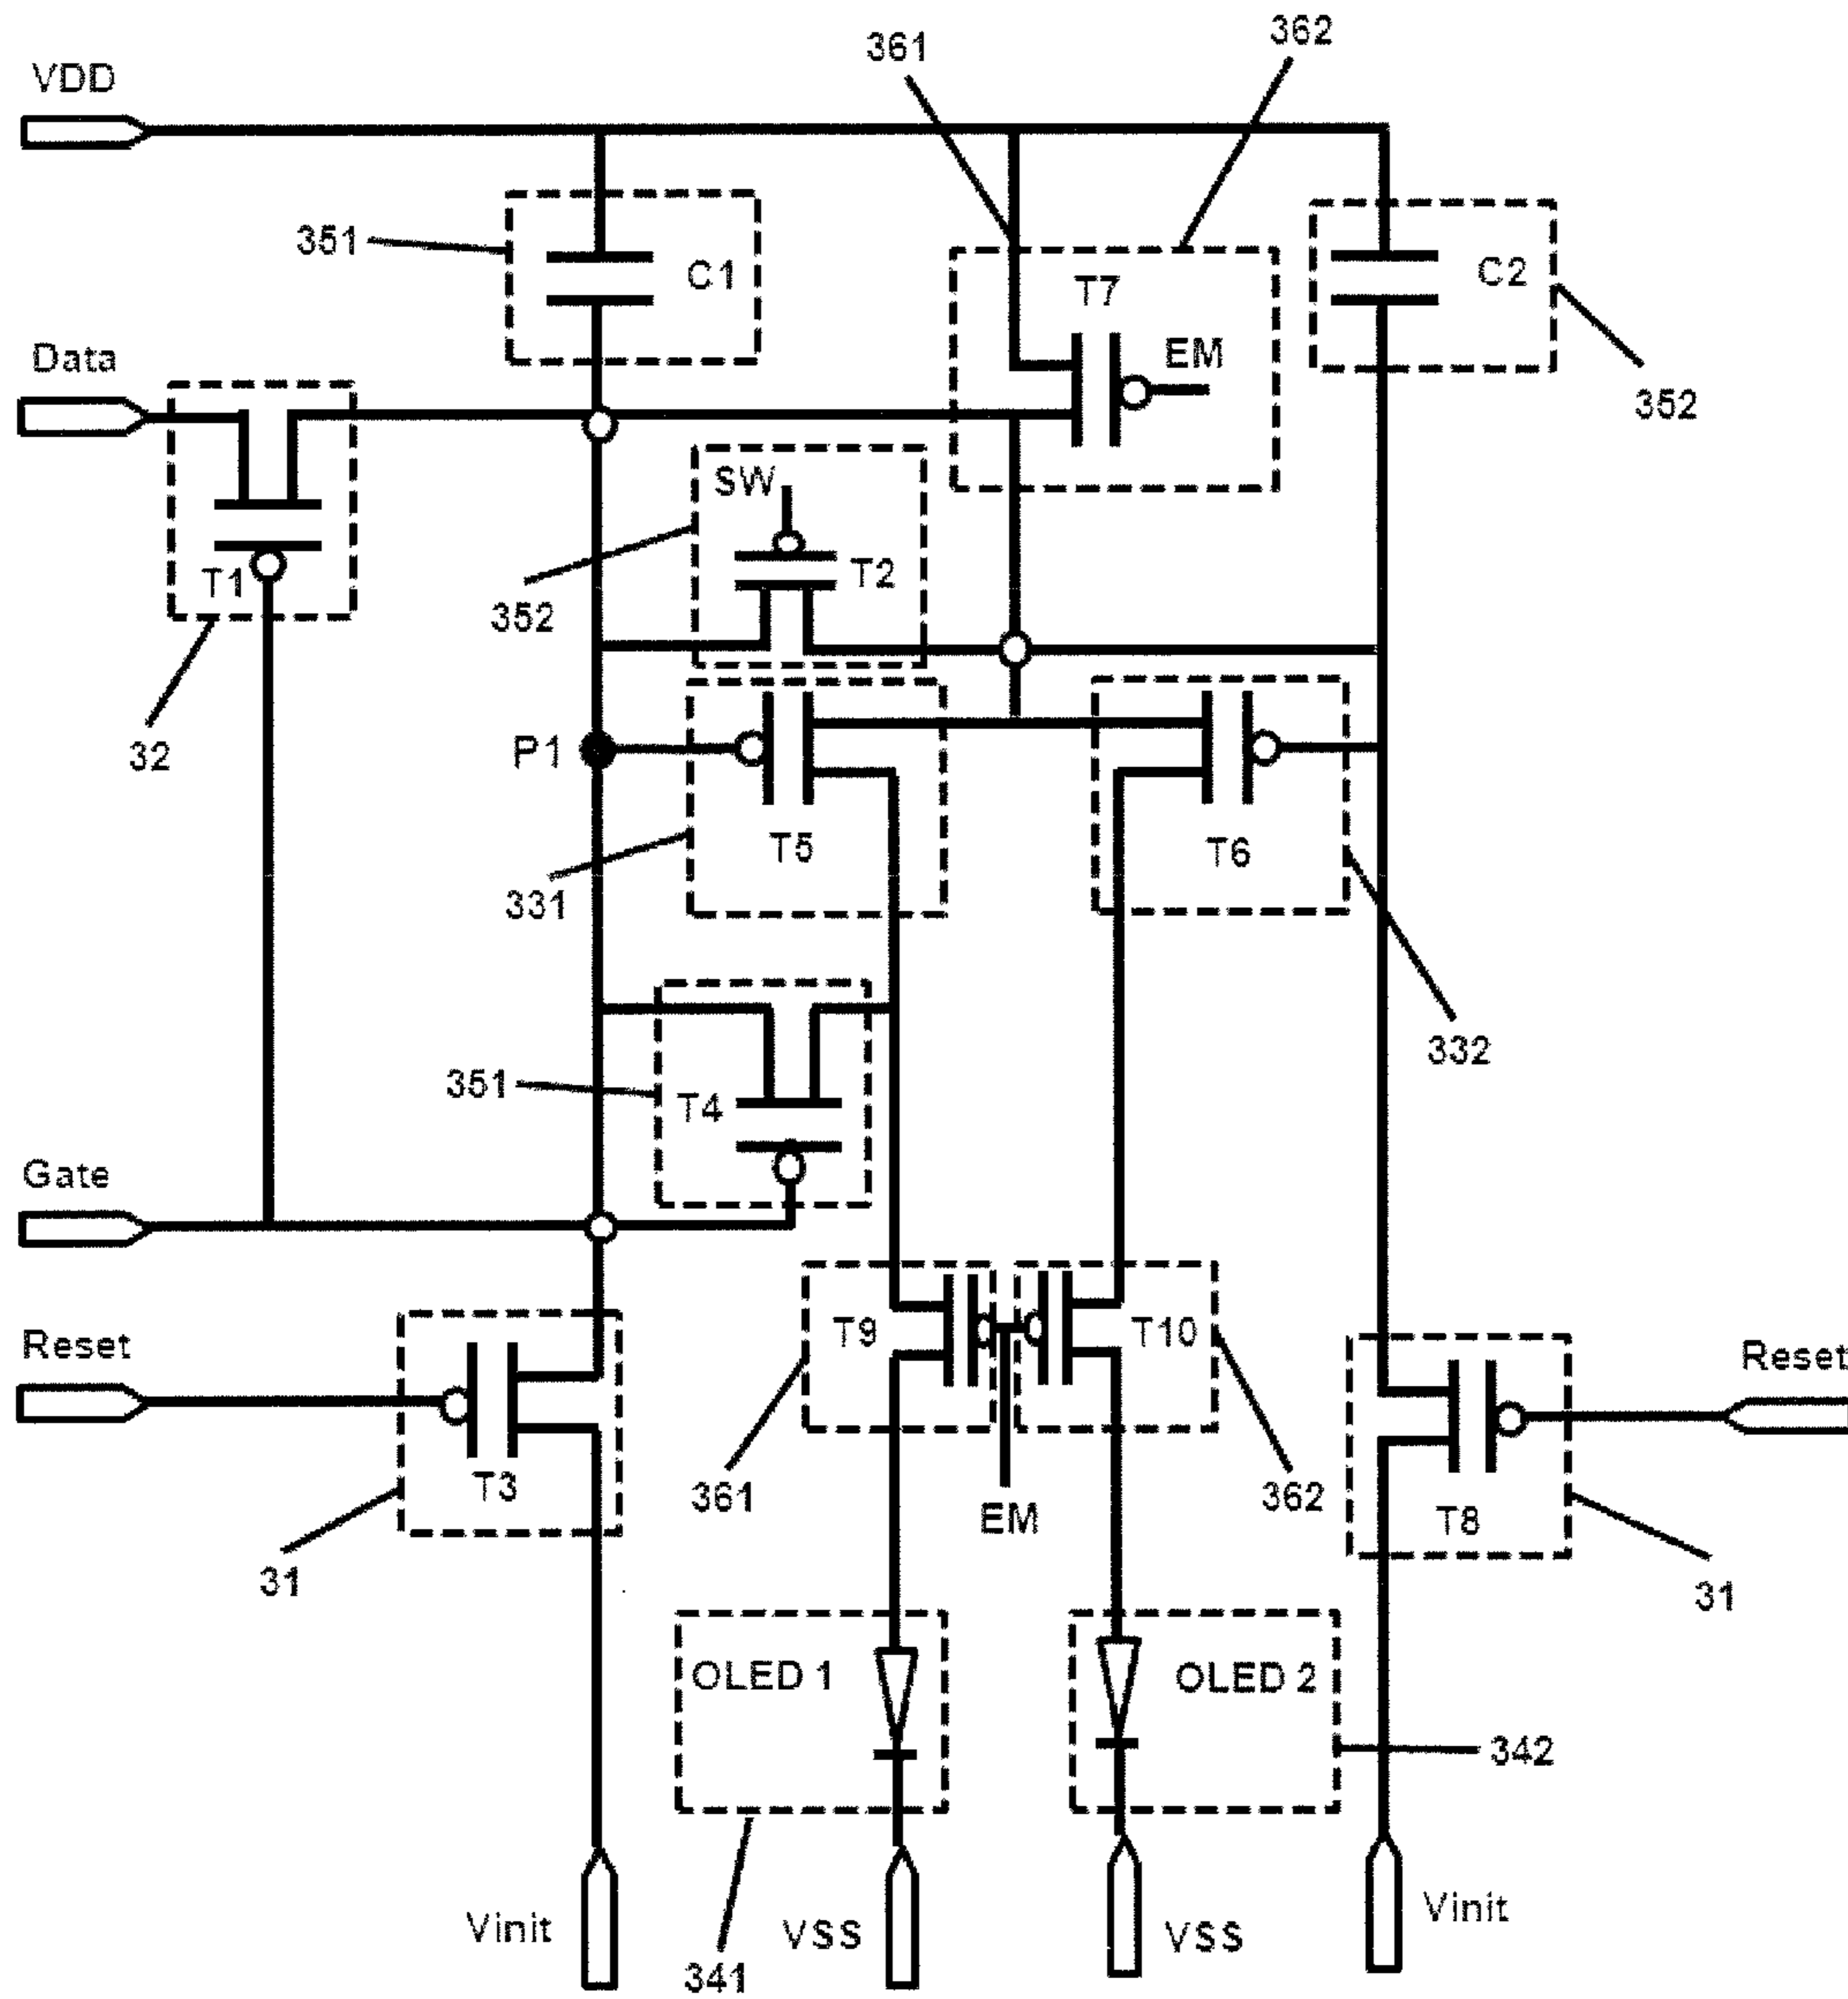 361
362
VDD
351
C1
T7
C2
Data
EM
352
SW
T2
T1
352
32
P1
T5
T6
331
332
351
T4
Gate
Reset
T9
T10
Reset
T3
361
EM
362
T8
31
31
OLED 1
OLED 2
342
Vinit
VSS
VSS
Vinit
341